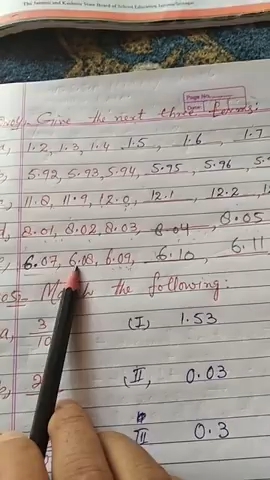 The Jammu and Kashmir State Board of School Education
Page No.
Date
Give the next three terms:
1.2, 1.3, 1.4 1.5, 1.6, 1.7
5.92, 5.93, 5.94, 5.95, 5.96,
11.8, 11.9, 12.0, 12.1, 12.2,
8.01, 8.02, 8.03, 8.04, 8.05
6.07, 6.08, 6.09, 6.10, 6.11
Match the following:
a, 3/10 (I) 1.53
(II, 0.03
III 0.3